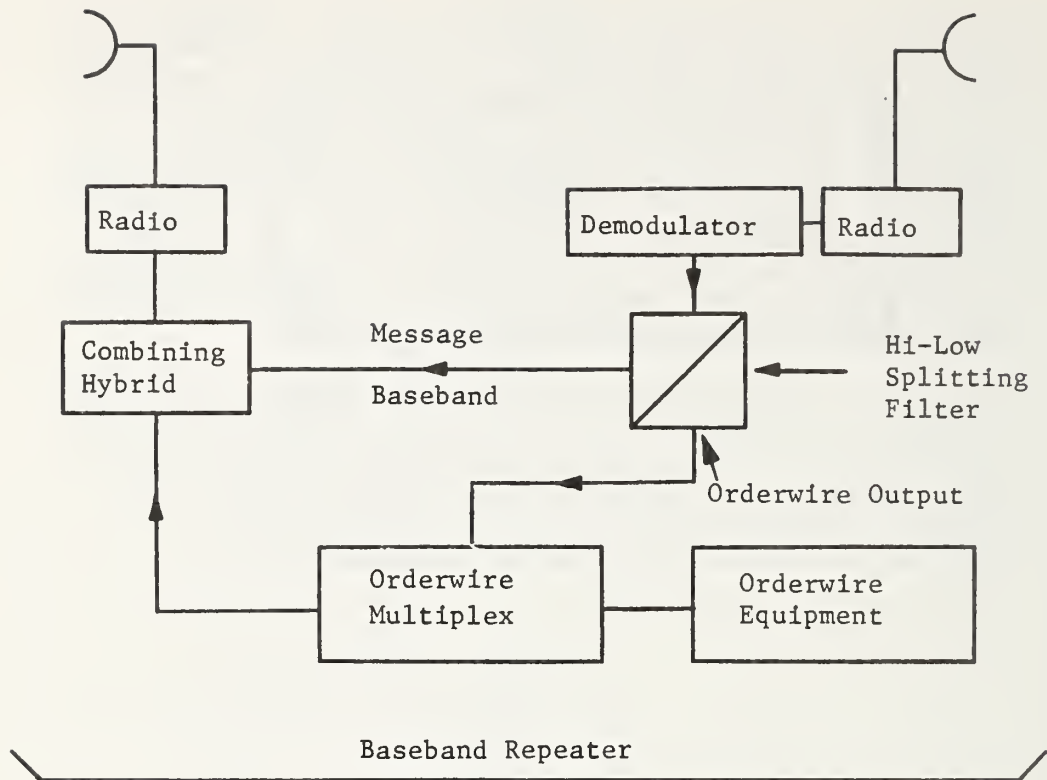 Radio
Demodulator
Radio
Combining
Hybrid
Message
Baseband
Hi-Low
Splitting
Filter
Orderwire Output
Orderwire
Multiplex
Orderwire
Equipment
Baseband Repeater